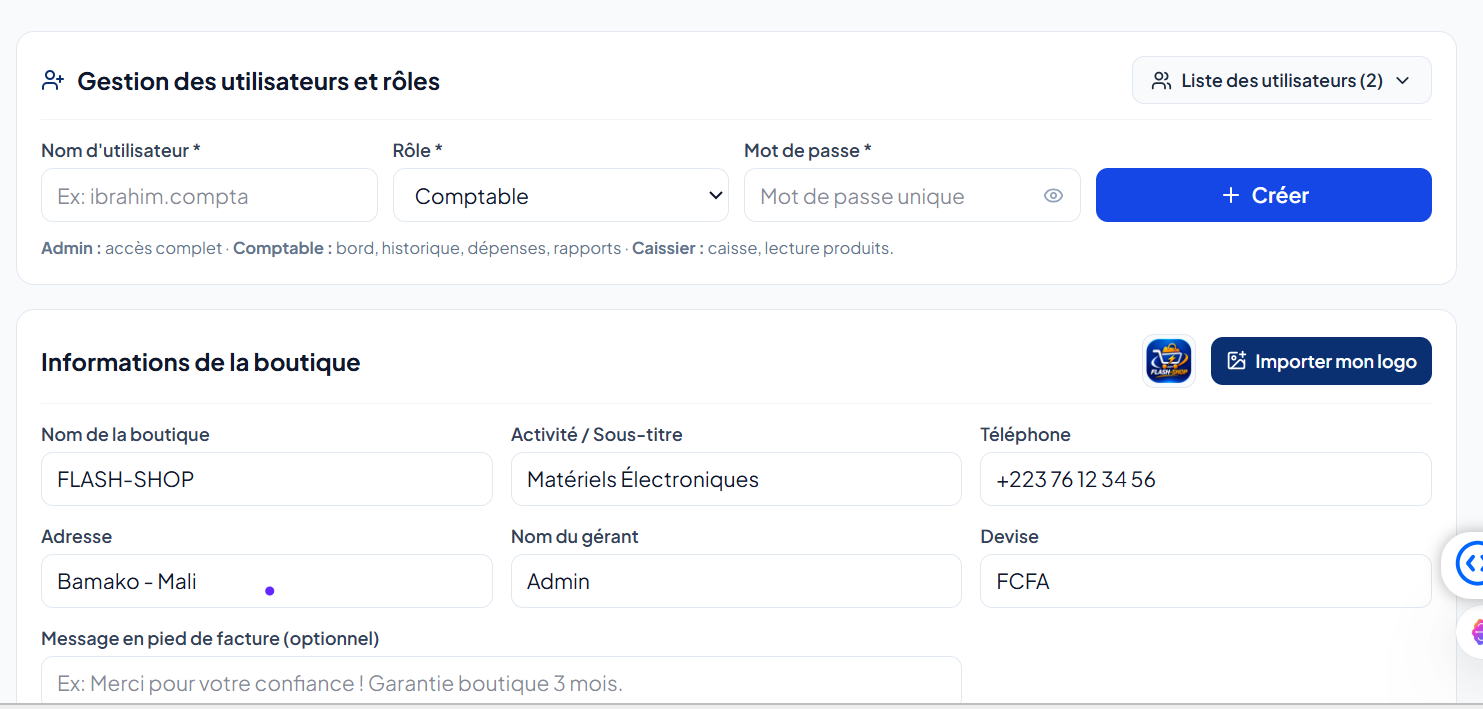 Gestion des utilisateurs et rôles
Liste des utilisateurs (2)
Nom d'utilisateur * Rôle * Mot de passe *
Ex: ibrahim.compta Comptable Mot de passe unique + Créer
Admin : accès complet · Comptable : bord, historique, dépenses, rapports · Caissier : caisse, lecture produits.
Informations de la boutique
FLASH-SHOP
Importer mon logo
Nom de la boutique Activité / Sous-titre Téléphone
FLASH-SHOP Matériels Électroniques +223 76 12 34 56
Adresse Nom du gérant Devise
Bamako - Mali Admin FCFA
Message en pied de facture (optionnel)
Ex: Merci pour votre confiance ! Garantie boutique 3 mois.